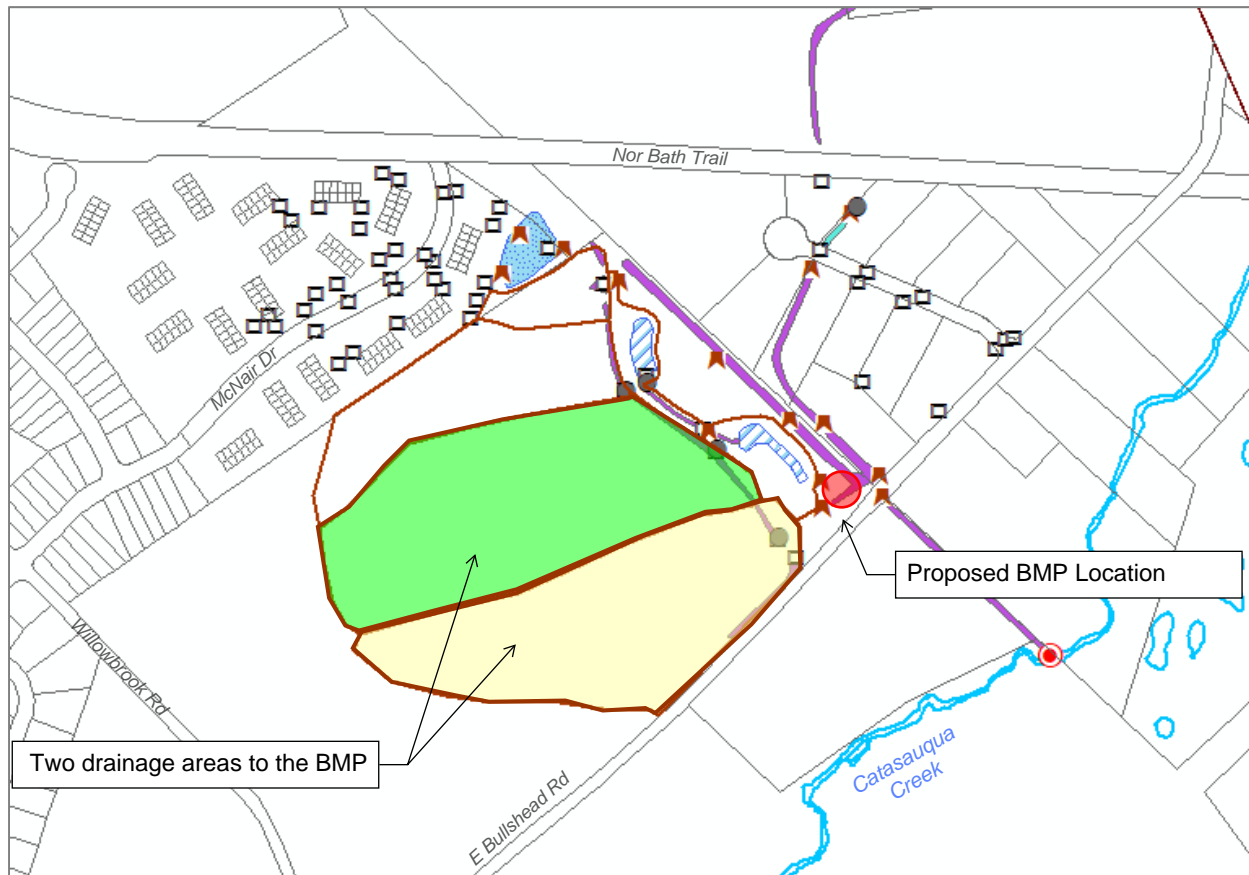 Nor Bath Trail
McNair Dr
Proposed BMP Location
Willowbrook Rd
Two drainage areas to the BMP
Catasauqua
Creek
E Bullshead Rd